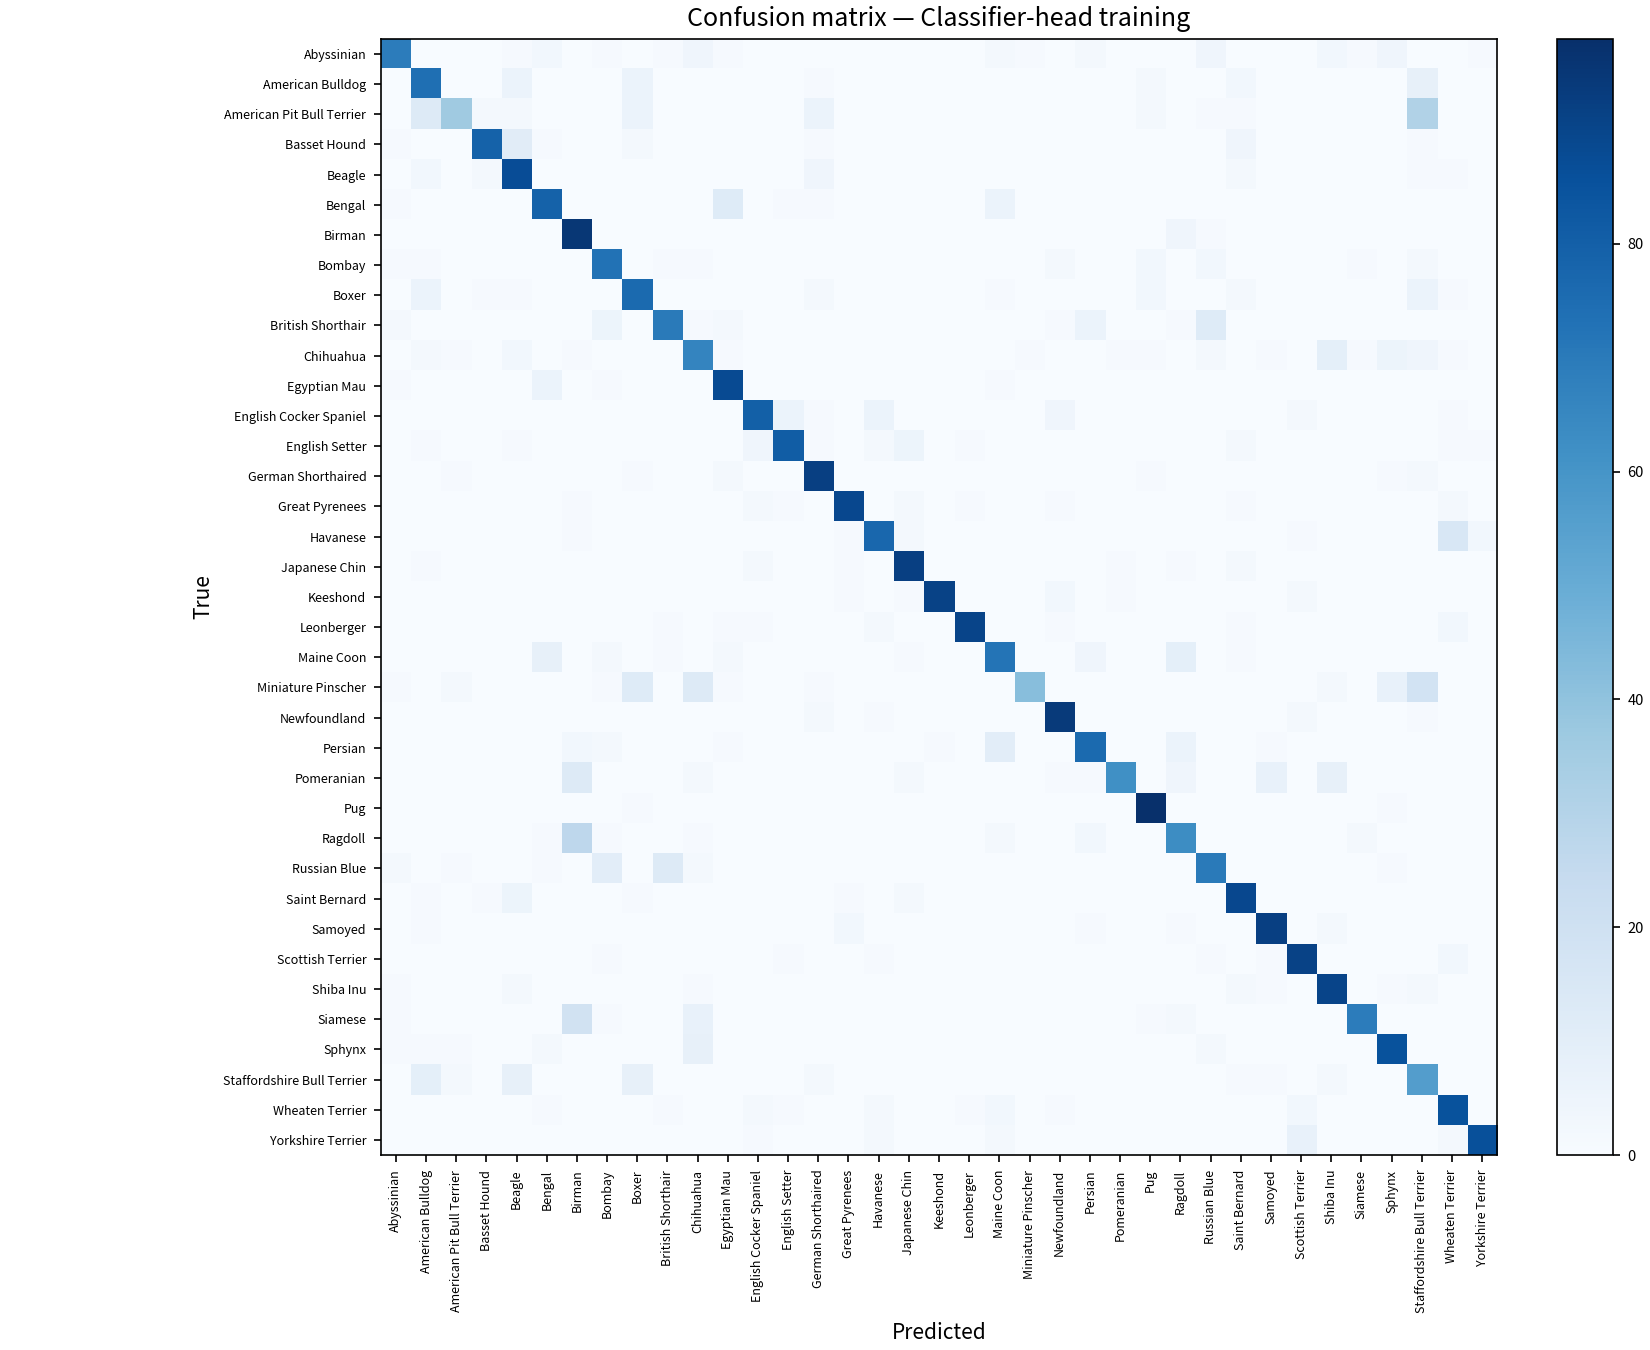 Confusion matrix — Classifier-head training
True
Abyssinian
American Bulldog
American Pit Bull Terrier
Basset Hound
Beagle
Bengal
Birman
Bombay
Boxer
British Shorthair
Chihuahua
Egyptian Mau
English Cocker Spaniel
English Setter
German Shorthaired
Great Pyrenees
Havanese
Japanese Chin
Keeshond
Leonberger
Maine Coon
Miniature Pinscher
Newfoundland
Persian
Pomeranian
Pug
Ragdoll
Russian Blue
Saint Bernard
Samoyed
Scottish Terrier
Shiba Inu
Siamese
Sphynx
Staffordshire Bull Terrier
Wheaten Terrier
Yorkshire Terrier
Abyssinian
American Bulldog
American Pit Bull Terrier
Basset Hound
Beagle
Bengal
Birman
Bombay
Boxer
British Shorthair
Chihuahua
Egyptian Mau
English Cocker Spaniel
English Setter
German Shorthaired
Great Pyrenees
Havanese
Japanese Chin
Keeshond
Leonberger
Maine Coon
Miniature Pinscher
Newfoundland
Persian
Pomeranian
Pug
Ragdoll
Russian Blue
Saint Bernard
Samoyed
Scottish Terrier
Shiba Inu
Siamese
Sphynx
Staffordshire Bull Terrier
Wheaten Terrier
Yorkshire Terrier
Predicted
80
60
40
20
0